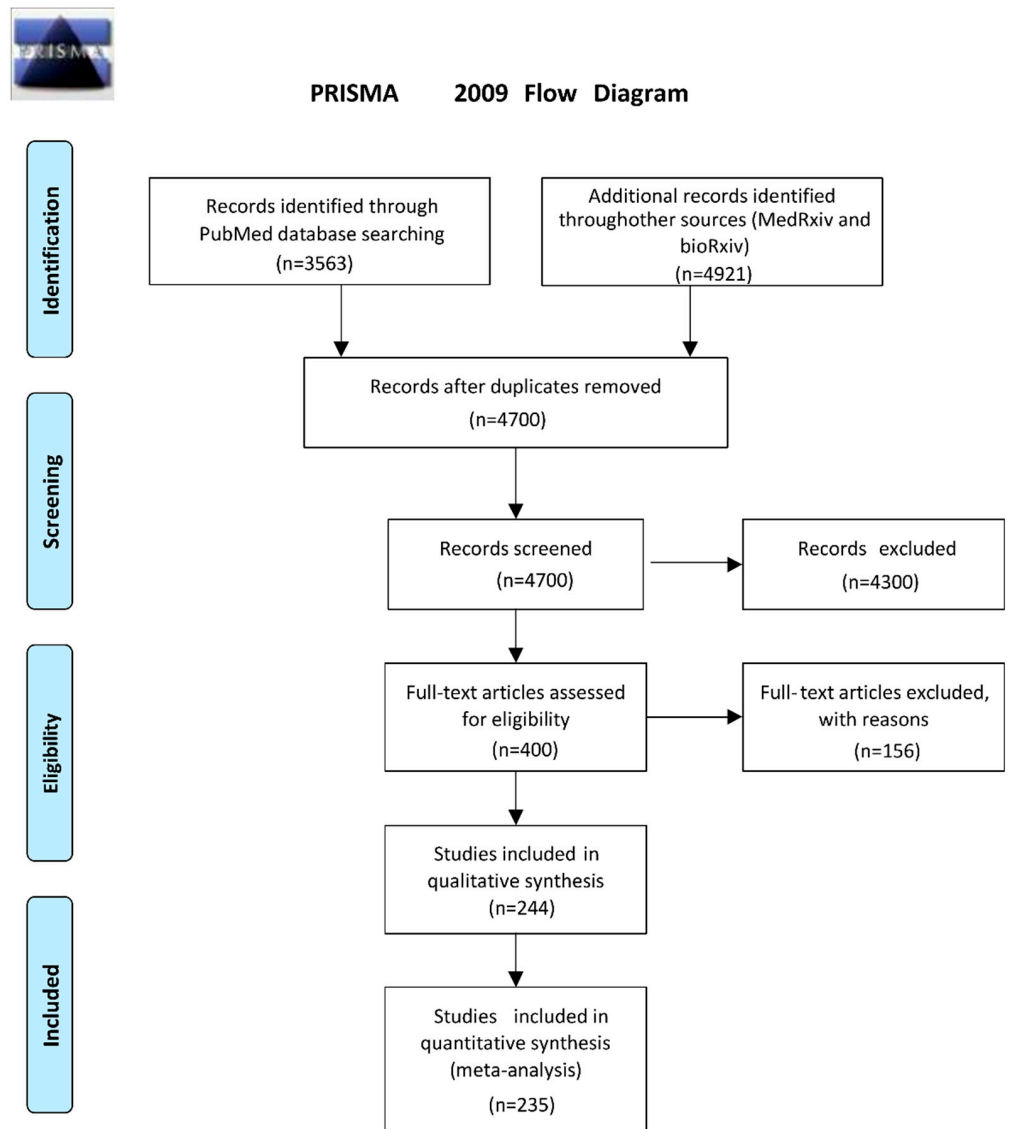 PRISMA
PRISMA 2009 Flow Diagram
Identification
Records identified through
PubMed database searching
(n=3563)
Additional records identified
throughother sources (MedRxiv and
bioRxiv)
(n=4921)
Records after duplicates removed
(n=4700)
Screening
Records screened
(n=4700)
Records excluded
(n=4300)
Eligibility
Full-text articles assessed
for eligibility
(n=400)
Full-text articles excluded,
with reasons
(n=156)
Studies included in
qualitative synthesis
(n=244)
Included
Studies included in
quantitative synthesis
(meta-analysis)
(n=235)